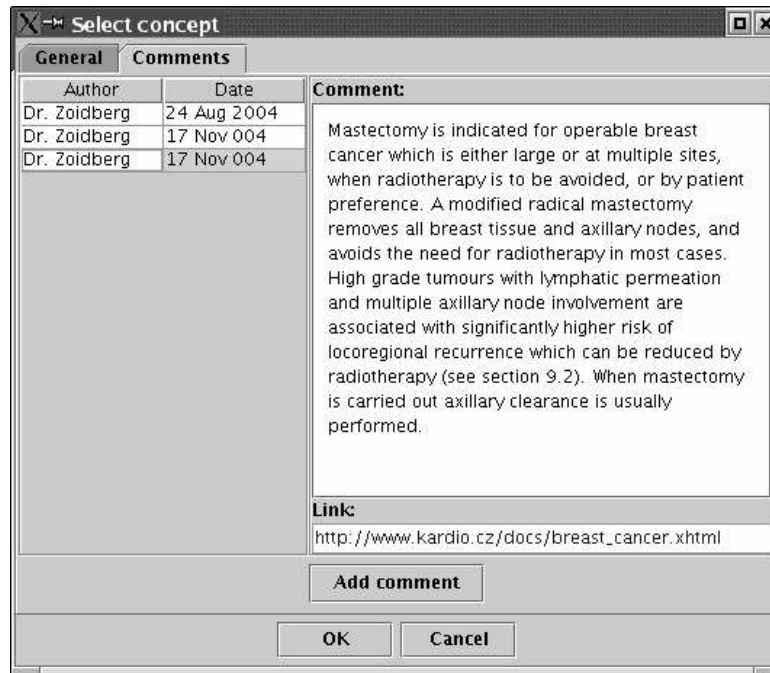 Select concept
General Comments
Author Date
Dr. Zoidberg 24 Aug 2004
Dr. Zoidberg 17 Nov 004
Dr. Zoidberg 17 Nov 004
Comment:
Mastectomy is indicated for operable breast
cancer which is either large or at multiple sites,
when radiotherapy is to be avoided, or by patient
preference. A modified radical mastectomy
removes all breast tissue and axillary nodes, and
avoids the need for radiotherapy in most cases.
High grade tumours with lymphatic permeation
and multiple axillary node involvement are
associated with significantly higher risk of
locoregional recurrence which can be reduced by
radiotherapy (see section 9.2). When mastectomy
is carried out axillary clearance is usually
performed.
Link:
http://www.kardio.cz/docs/breast_cancer.xhtml
Add comment
OK Cancel